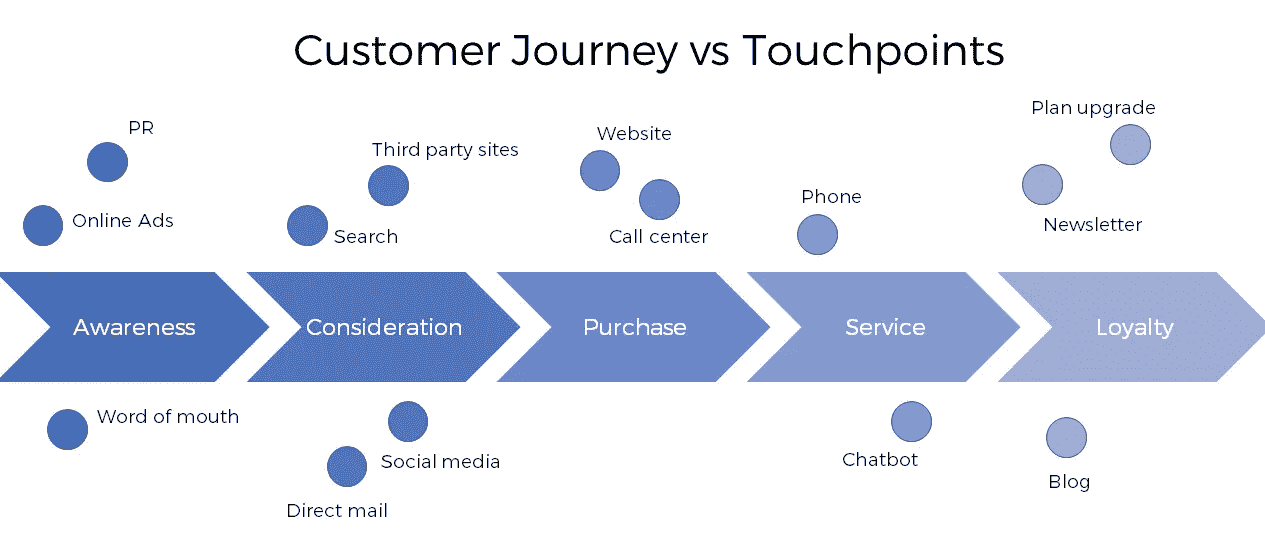 Customer Journey vs Touchpoints
PR
Online Ads
Third party sites
Search
Website
Call center
Phone
Plan upgrade
Newsletter
Awareness
Consideration
Purchase
Service
Loyalty
Word of mouth
Social media
Direct mail
Chatbot
Blog